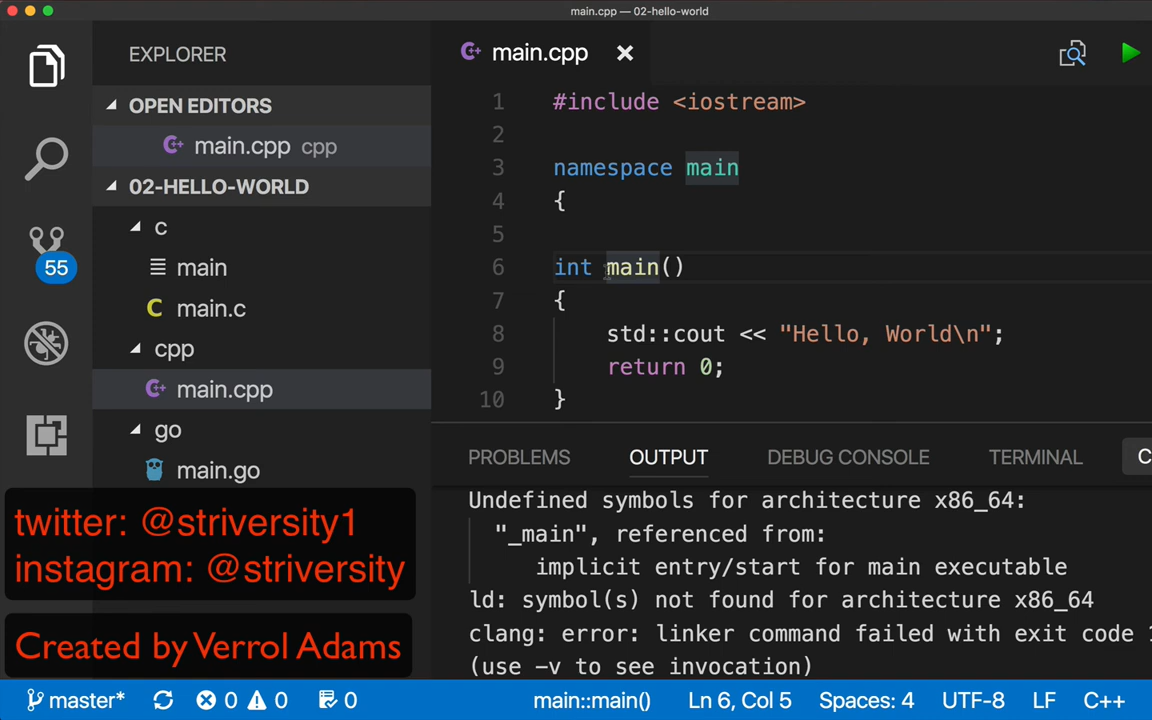 main.cpp — 02-hello-world
EXPLORER
OPEN EDITORS
main.cpp cpp
02-HELLO-WORLD
c
main
C main.c
cpp
main.cpp
go
main.go
55
twitter: @striversity1
instagram: @striversity
Created by Verrol Adams
main.cpp
1 #include <iostream>
2
3 namespace main
4 {
5
6 int main()
7 {
8 std::cout << "Hello, World\n";
9 return 0;
10 }
PROBLEMS OUTPUT DEBUG CONSOLE TERMINAL C
Undefined symbols for architecture x86_64:
"_main", referenced from:
implicit entry/start for main executable
ld: symbol(s) not found for architecture x86_64
clang: error: linker command failed with exit code 1
(use -v to see invocation)
master* 0 0 0 main::main() Ln 6, Col 5 Spaces: 4 UTF-8 LF C++